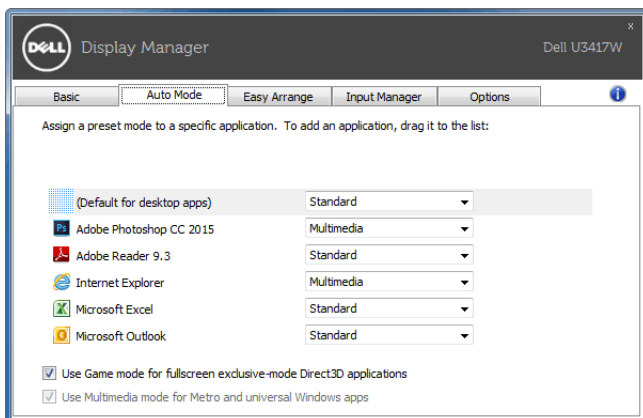 DELL Display Manager Dell U3417W x
Basic Auto Mode Easy Arrange Input Manager Options i
Assign a preset mode to a specific application. To add an application, drag it to the list:
(Default for desktop apps) Standard
Ps Adobe Photoshop CC 2015 Multimedia
Adobe Reader 9.3 Standard
Internet Explorer Multimedia
Microsoft Excel Standard
Microsoft Outlook Standard
Use Game mode for fullscreen exclusive-mode Direct3D applications
Use Multimedia mode for Metro and universal Windows apps